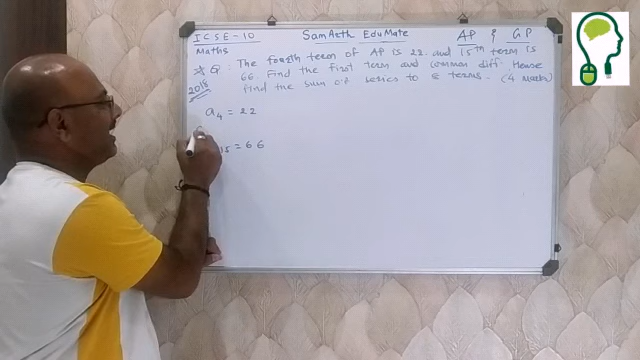 ICSE-10 SamArth EduMate AP & GP
Maths
Q: The fourth term of AP is 22 and 15th term is
2018 66. Find the first term and common diff. Hence
find the sum of series to 8 terms. (4 marks)
a4 = 22
15 = 66